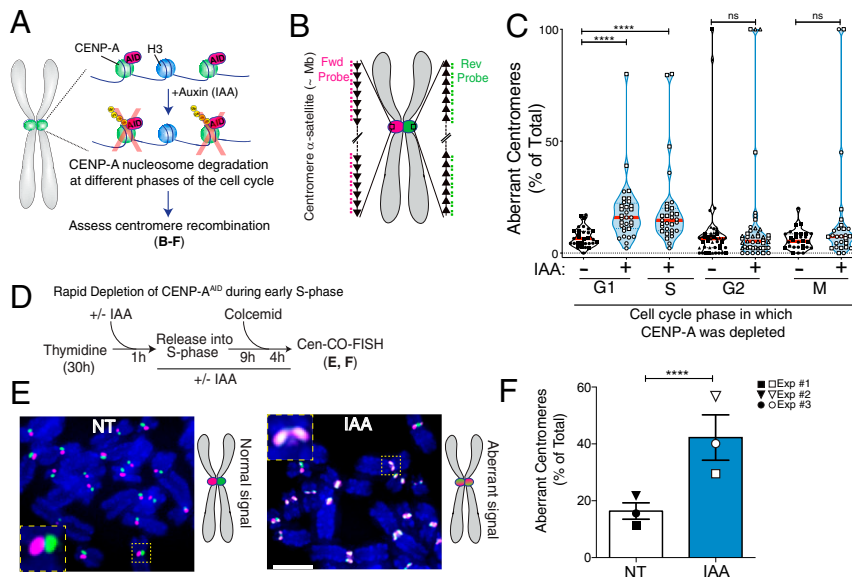 A
CENP-A
H3
AID
AID
+Auxin (IAA)
AID
AID
CENP-A nucleosome degradation
at different phases of the cell cycle
Assess centromere recombination
(B-F)
B
Centromere α-satellite (~ Mb)
Fwd
Probe
Rev
Probe
C
Aberrant Centromeres
(% of Total)
100
50
0
****
****
ns
ns
IAA: – + + – + – +
G1 S G2 M
Cell cycle phase in which
CENP-A was depleted
D
Rapid Depletion of CENP-AAID during early S-phase
+/- IAA
Colcemid
Thymidine
(30h)
1h
Release into
S-phase
9h
4h
Cen-CO-FISH
(E, F)
+/- IAA
E
NT
Normal
signal
IAA
Aberrant
signal
F
Aberrant Centromeres
(% of Total)
60
40
20
0
****
Exp #1
Exp #2
Exp #3
NT IAA